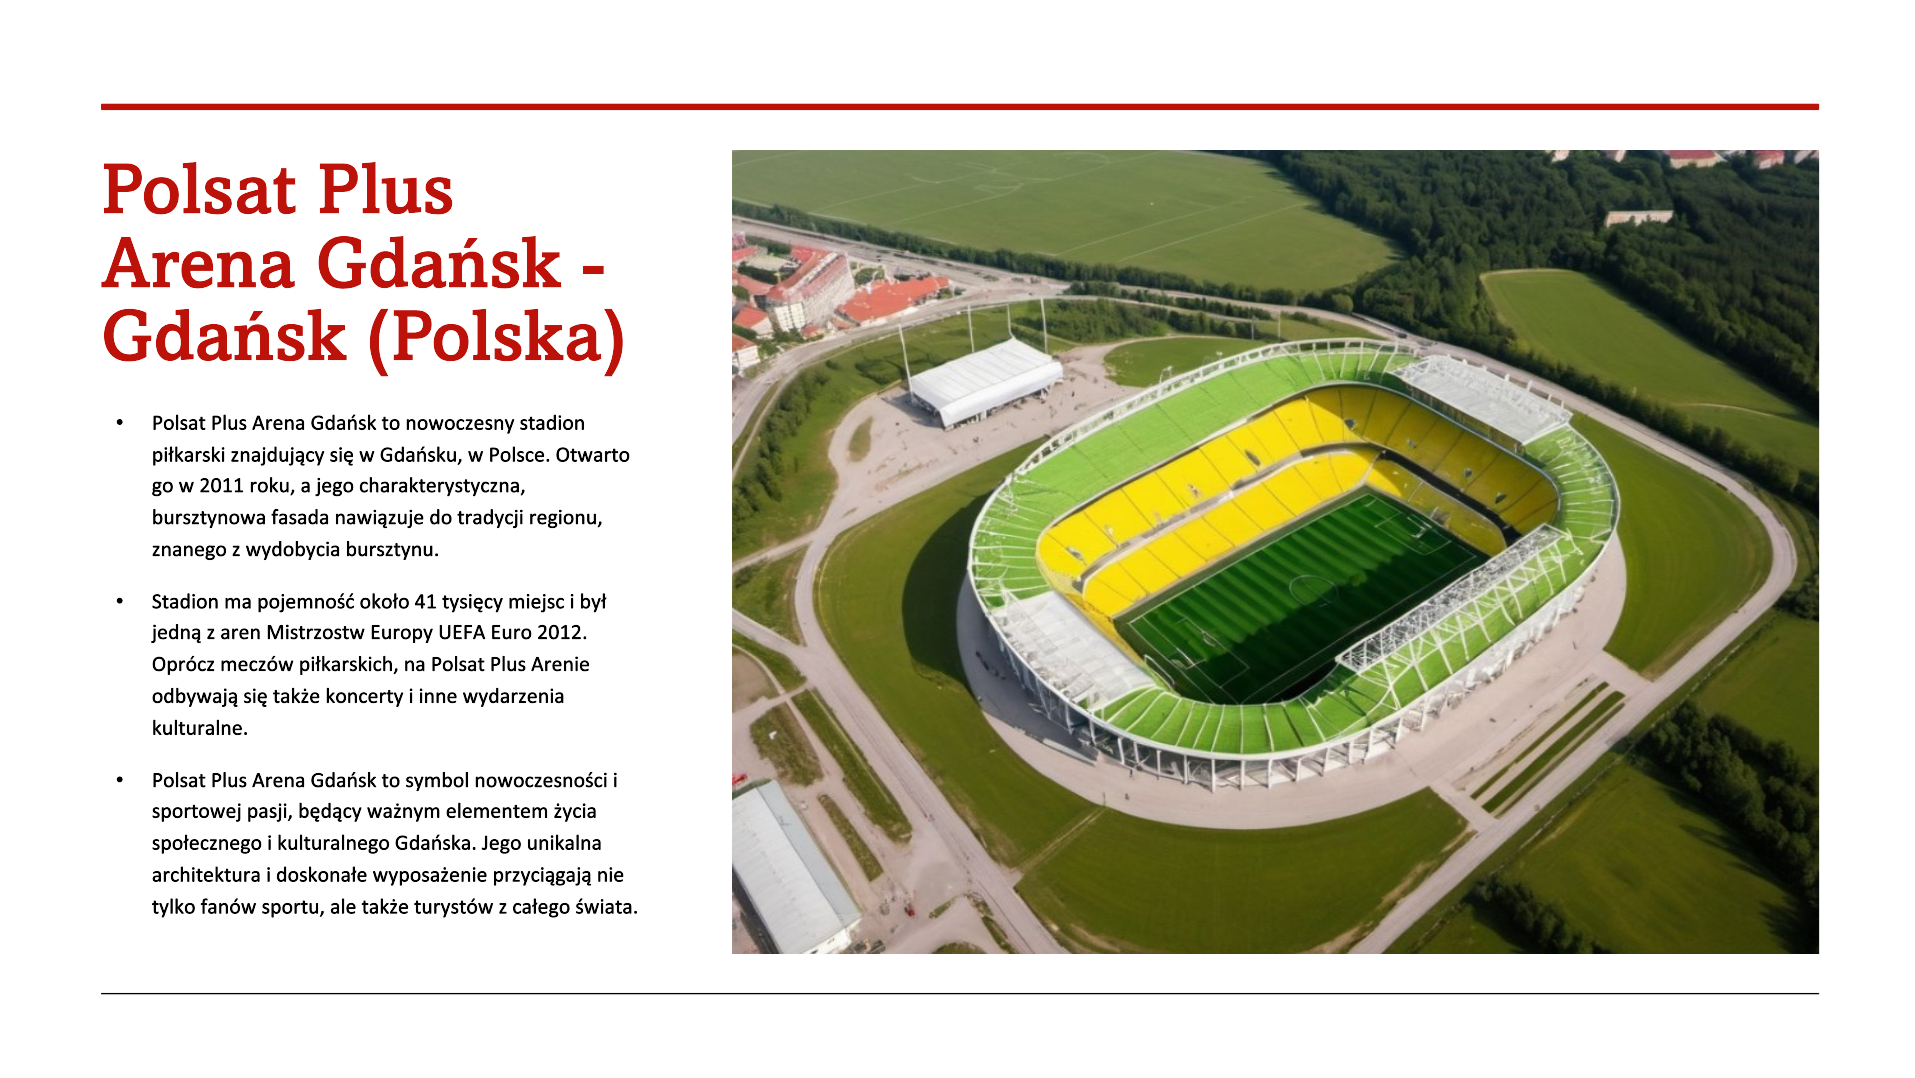 Polsat Plus
Arena Gdańsk -
Gdańsk (Polska)
• Polsat Plus Arena Gdańsk to nowoczesny stadion
piłkarski znajdujący się w Gdańsku, w Polsce. Otwarto
go w 2011 roku, a jego charakterystyczna,
bursztynowa fasada nawiązuje do tradycji regionu,
znanego z wydobycia bursztynu.
• Stadion ma pojemność około 41 tysięcy miejsc i był
jedną z aren Mistrzostw Europy UEFA Euro 2012.
Oprócz meczów piłkarskich, na Polsat Plus Arenie
odbywają się także koncerty i inne wydarzenia
kulturalne.
• Polsat Plus Arena Gdańsk to symbol nowoczesności i
sportowej pasji, będący ważnym elementem życia
społecznego i kulturalnego Gdańska. Jego unikalna
architektura i doskonałe wyposażenie przyciągają nie
tylko fanów sportu, ale także turystów z całego świata.